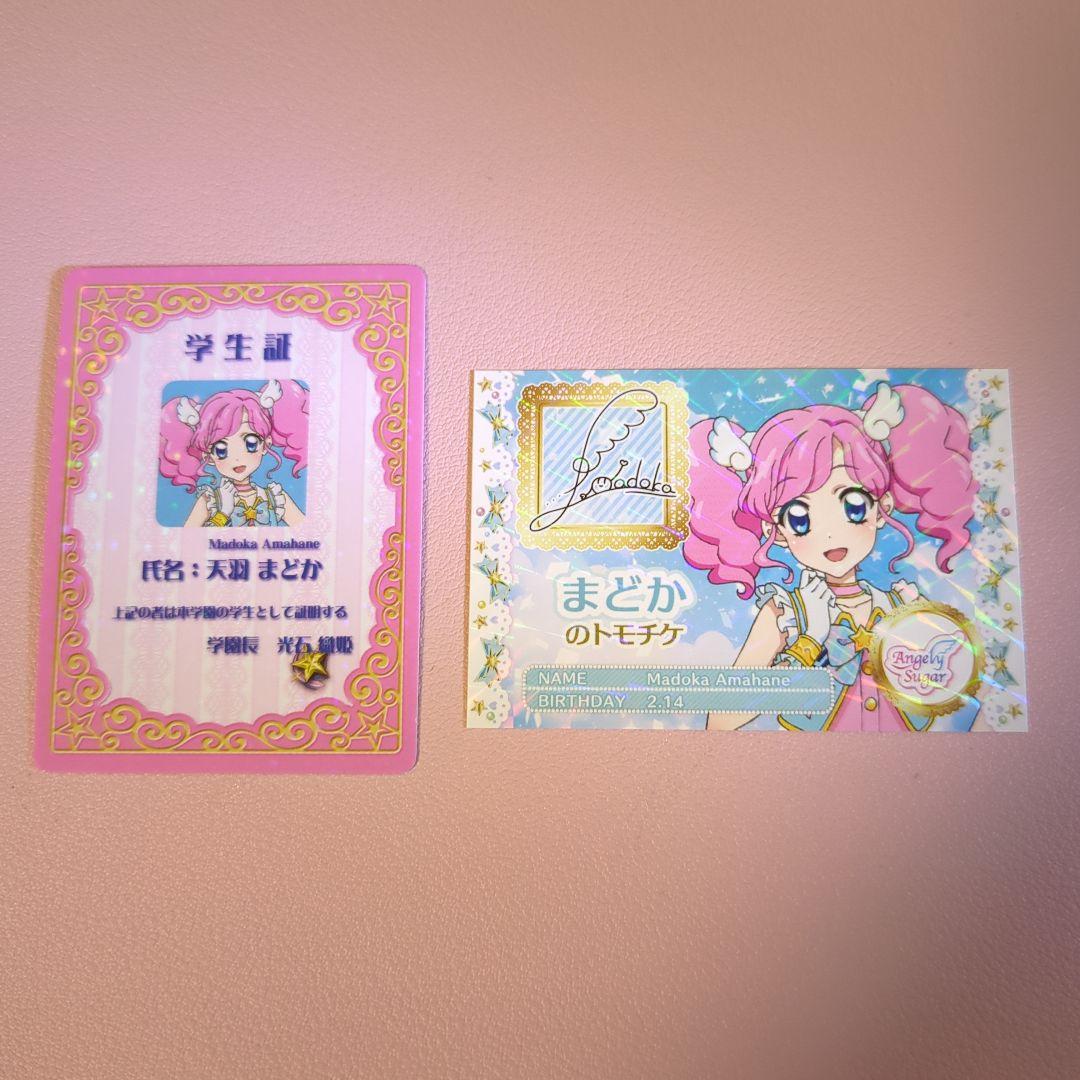 学生証
Madoka Amahane
氏名：天羽 まどか
上記の者は本学園の学生として証明する
学園長 光石 織姫
Madoka
まどか
のトモチケ
NAME Madoka Amahane
BIRTHDAY 2.14
Angely
Sugar